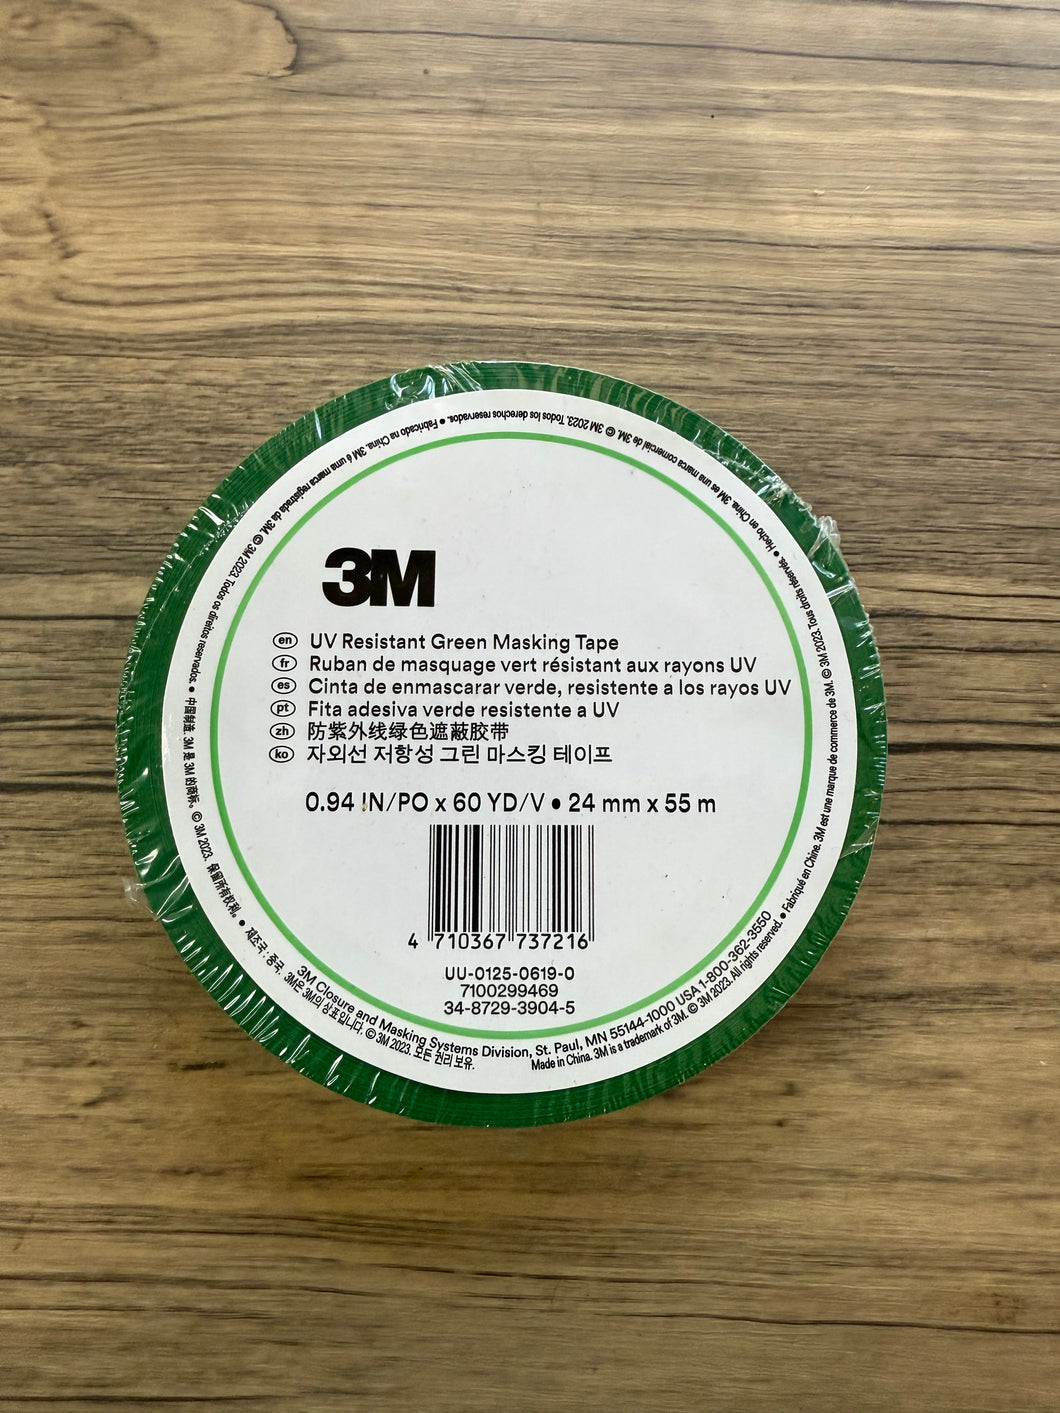 3M
en UV Resistant Green Masking Tape
fr Ruban de masquage vert résistant aux rayons UV
es Cinta de enmascarar verde, resistente a los rayos UV
pt Fita adesiva verde resistente a UV
zh 防紫外线绿色遮蔽胶带
ko 자외선 저항성 그린 마스킹 테이프
0.94 IN/PO x 60 YD/V • 24 mm x 55 m
4 710367 737216
UU-0125-0619-0
7100299469
34-8729-3904-5
3M Closure and Masking Systems Division, St. Paul, MN 55144-1000 USA 1-800-362-3550
Made in China. 3M is a trademark of 3M. © 3M 2023. All rights reserved. • Fabriqué en Chine. 3M est une marque de commerce de 3M. © 3M 2023. Tous droits réservés. • Hecho en China. 3M es una marca comercial de 3M. © 3M 2023. Todos los derechos reservados. • Fabricado na China. 3M é uma marca registrada da 3M. © 3M 2023. Todos os direitos reservados. • 中国制造. 3M 是 3M 的商标。 © 3M 2023. 保留所有权利。 • 제조국 : 중국. 3M은 3M의 상표입니다. © 3M 2023. 모든 권리 보유.